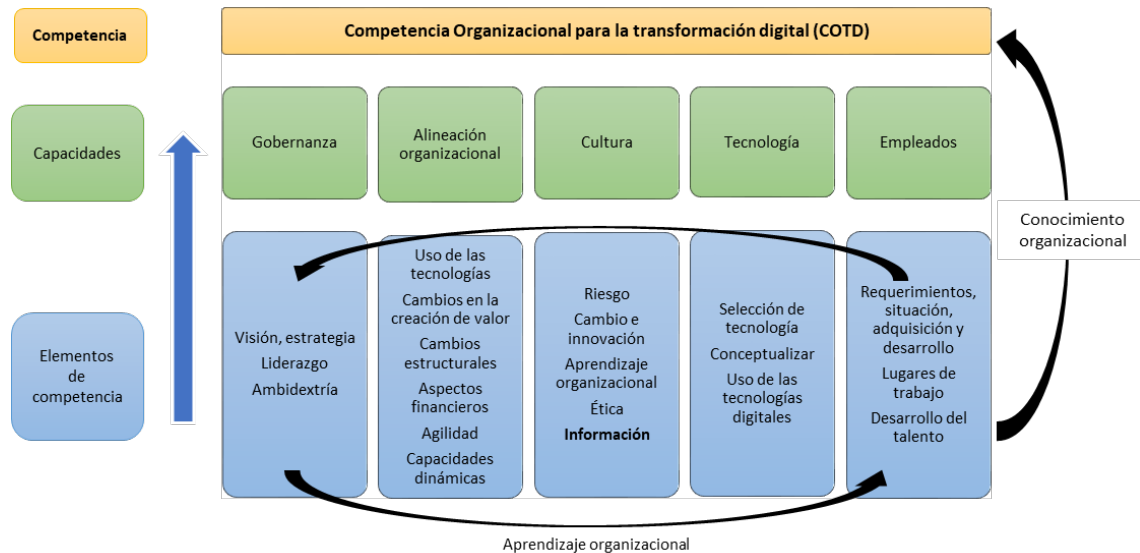 Competencia
Competencia Organizacional para la transformación digital (COTD)
Capacidades
Gobernanza
Alineación
organizacional
Cultura
Tecnología
Empleados
Conocimiento
organizacional
Elementos
de
competencia
Visión, estrategia
Liderazgo
Ambidextría
Uso de las
tecnologías
Cambios en la
creación de valor
Cambios
estructurales
Aspectos
financieros
Agilidad
Capacidades
dinámicas
Riesgo
Cambio e
innovación
Aprendizaje
organizacional
Ética
Información
Selección de
tecnología
Conceptualizar
Uso de las
tecnologías
digitales
Requerimientos,
situación,
adquisición y
desarrollo
Lugares de
trabajo
Desarrollo del
talento
Aprendizaje organizacional